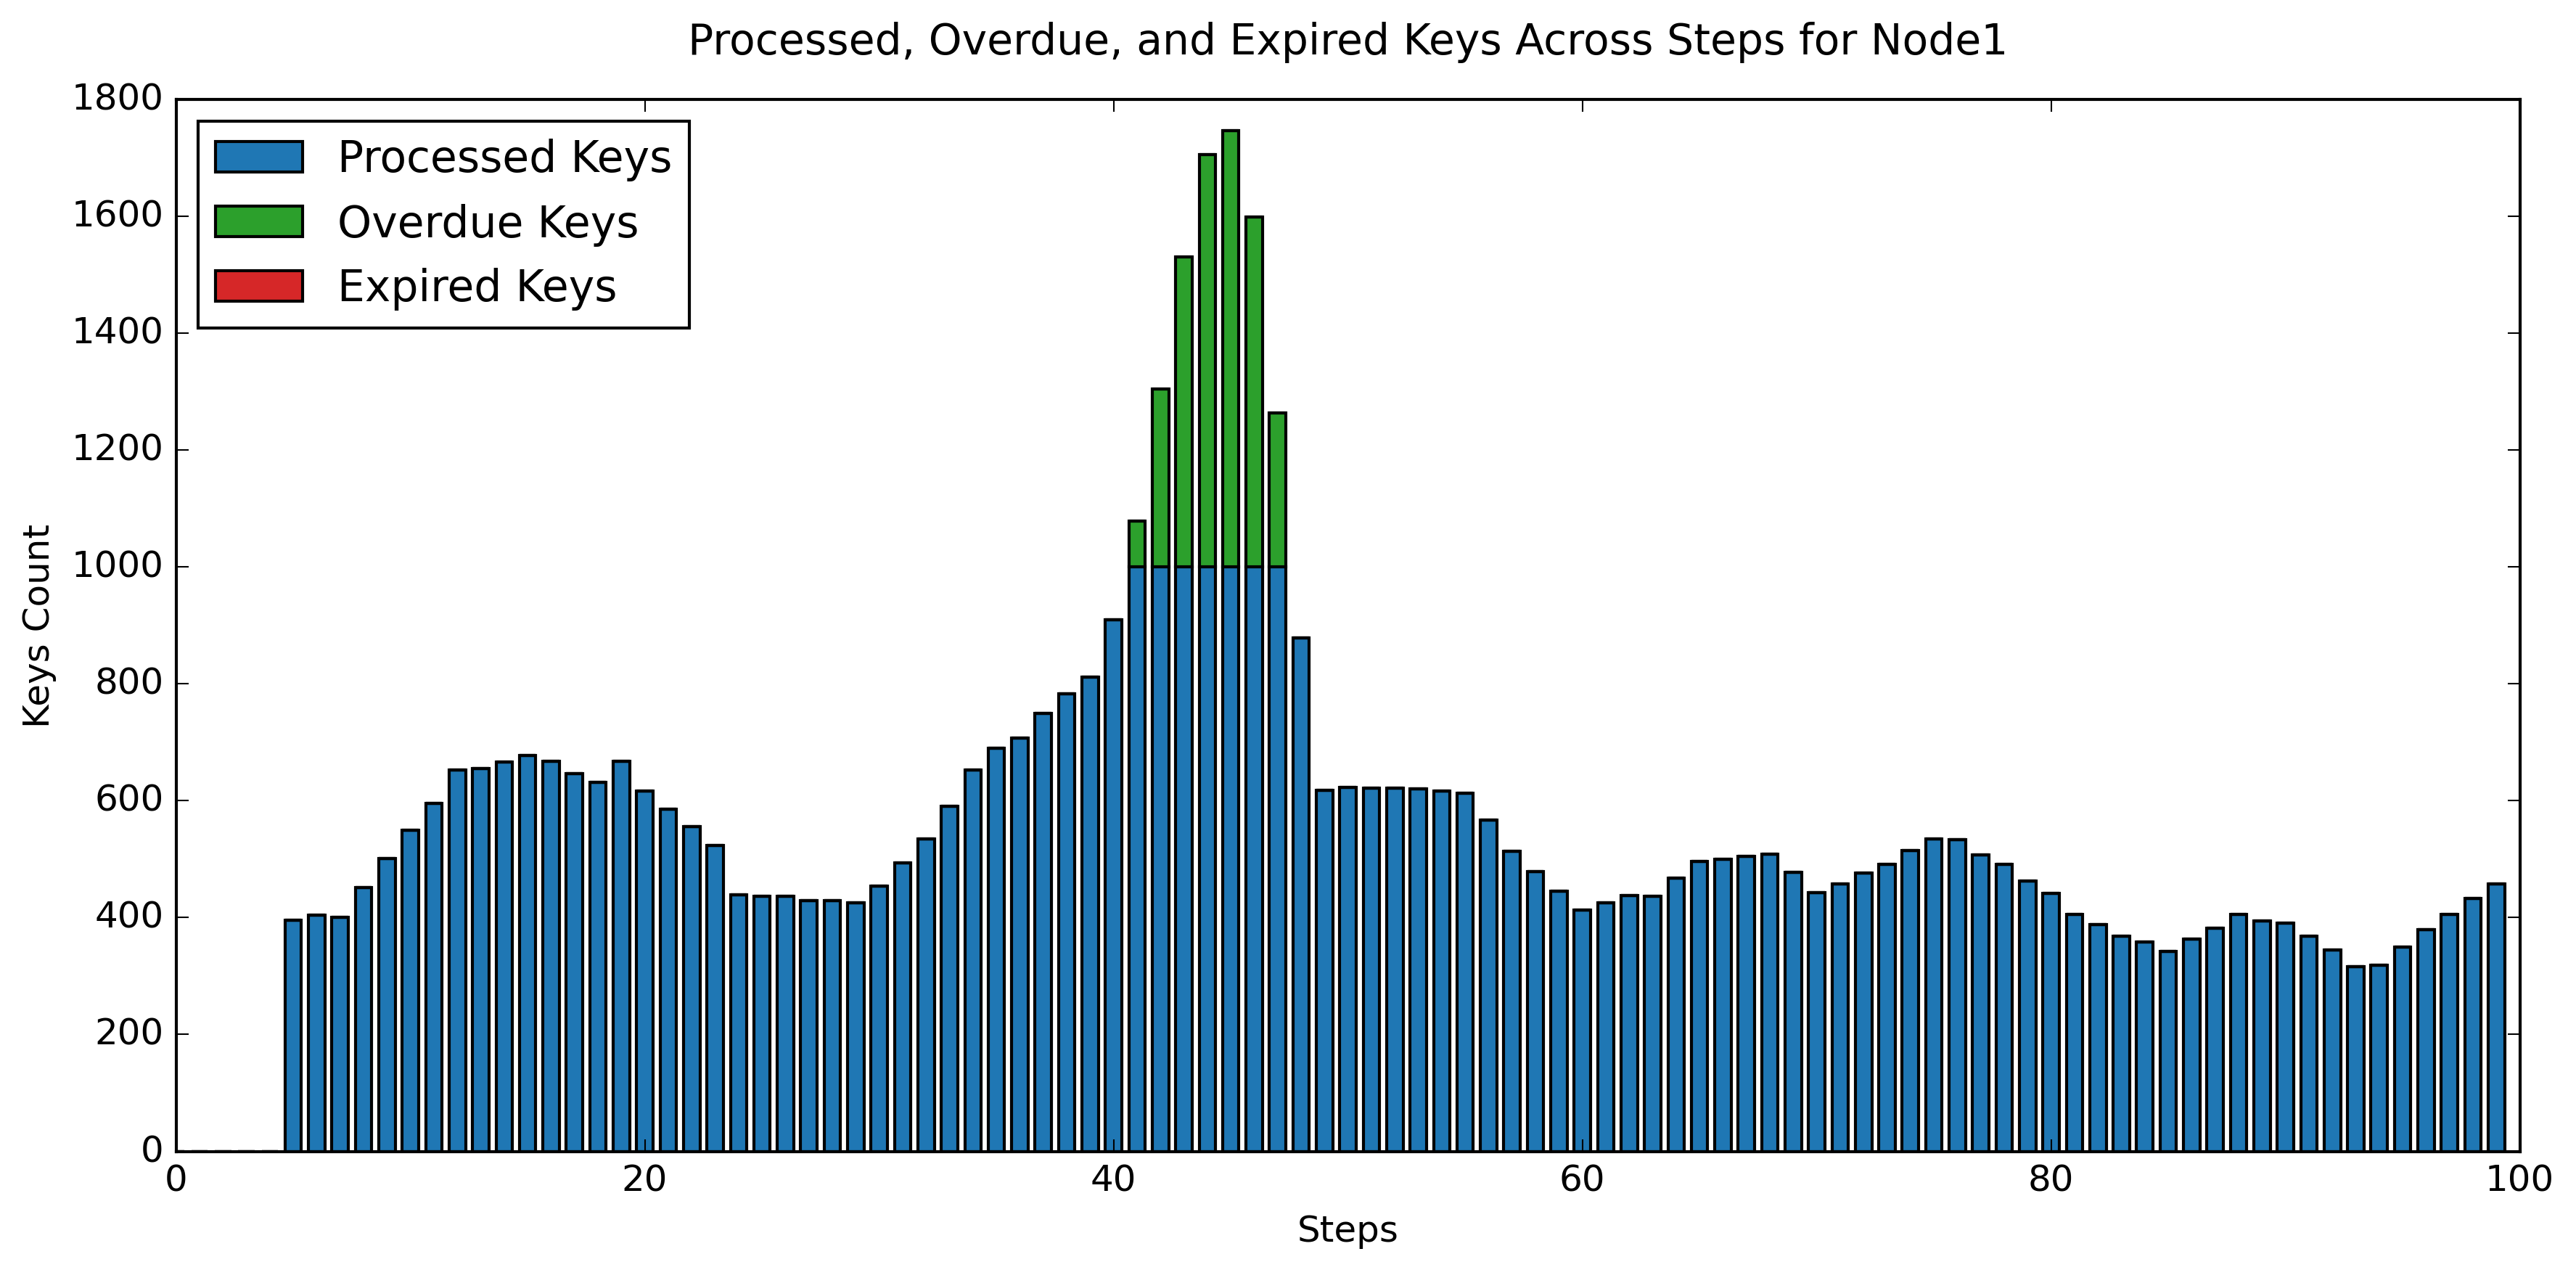 Processed, Overdue, and Expired Keys Across Steps for Node1
1800
1600
1400
1200
1000
800
600
400
200
0
Keys Count
Processed Keys
Overdue Keys
Expired Keys
0 20 40 60 80 100
Steps